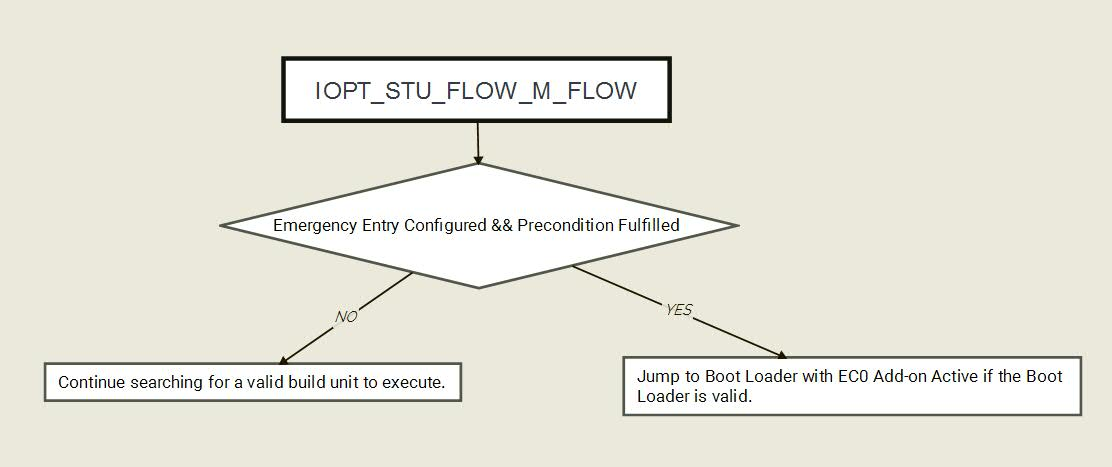 IOPT_STU_FLOW_M_FLOW
Emergency Entry Configured && Precondition Fulfilled
NO
YES
Continue searching for a valid build unit to execute.
Jump to Boot Loader with EC0 Add-on Active if the Boot
Loader is valid.